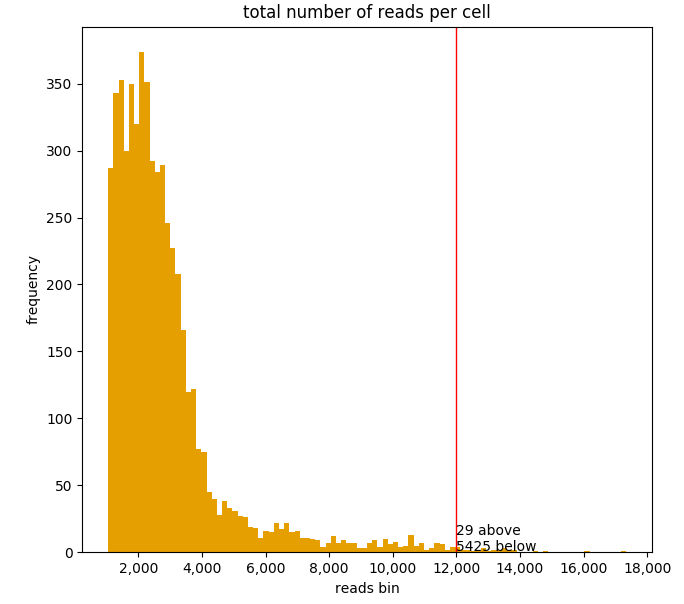 total number of reads per cell
frequency
350
300
250
200
150
100
50
0
29 above
5425 below
2,000 4,000 6,000 8,000 10,000 12,000 14,000 16,000 18,000
reads bin